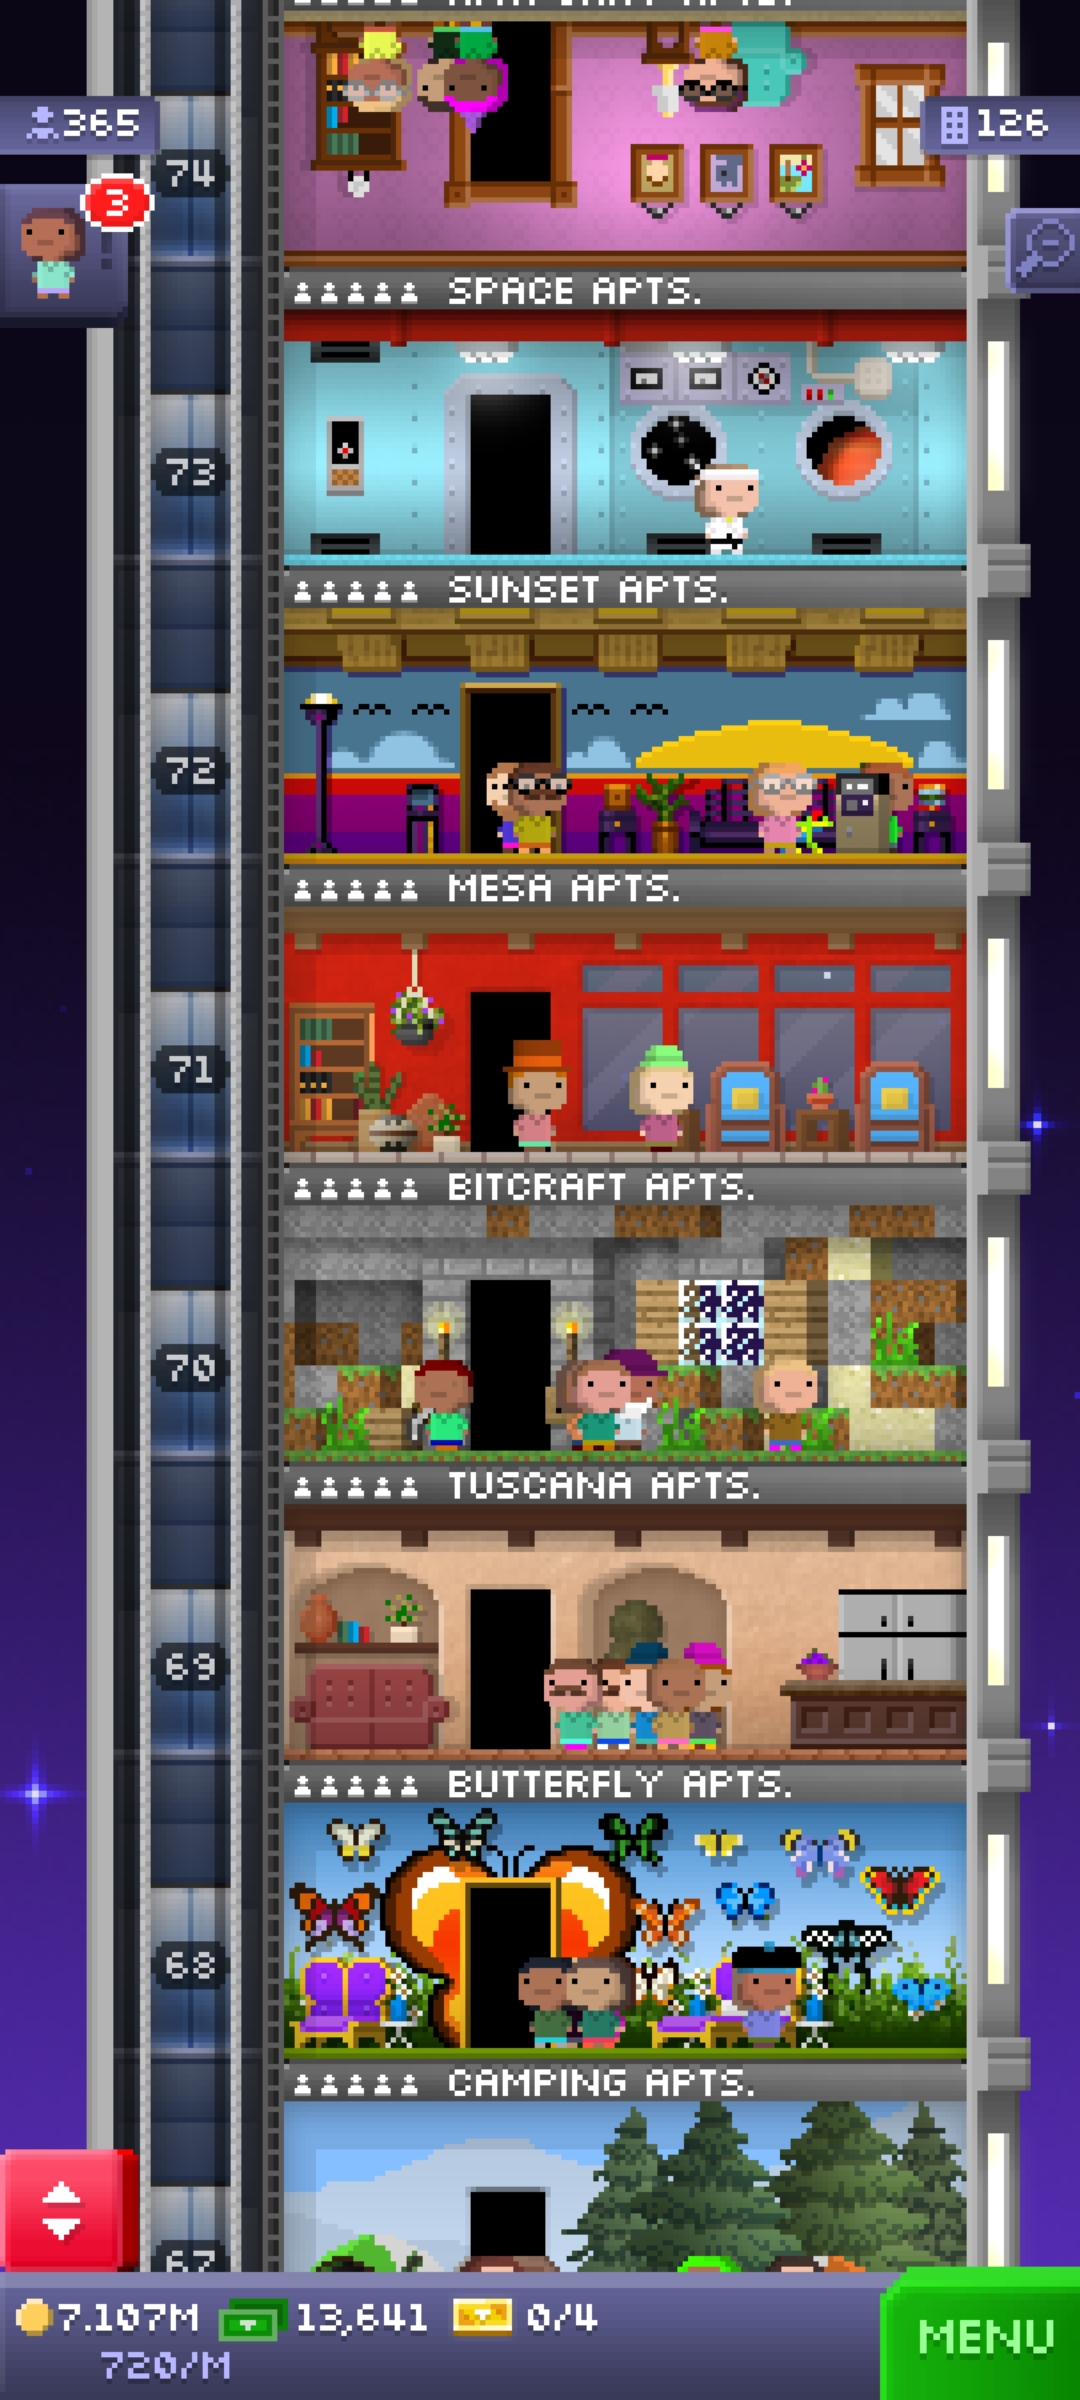 365
126
3
74
SPACE APTS.
73
SUNSET APTS.
72
MESA APTS.
71
BITCRAFT APTS.
70
TUSCANA APTS.
69
BUTTERFLY APTS.
68
CAMPING APTS.
67
7.107M 13,641 0/4
720/M
MENU